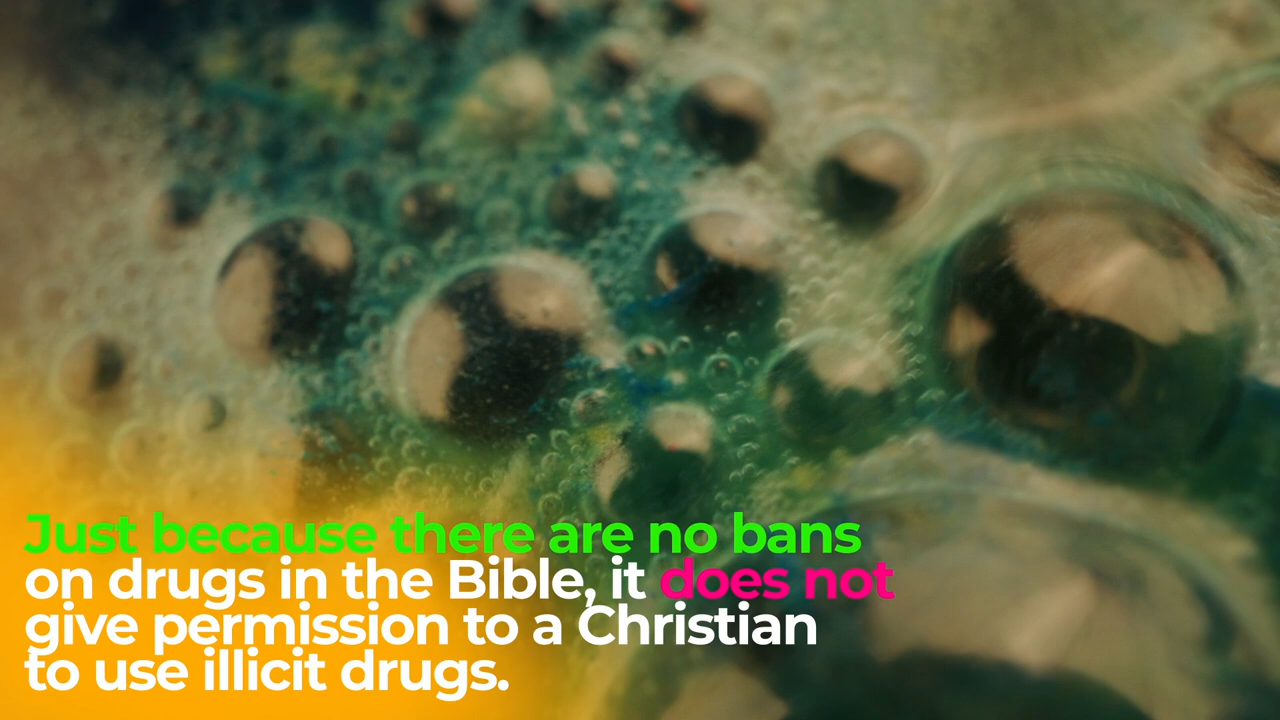 Just because there are no bans
on drugs in the Bible, it does not
give permission to a Christian
to use illicit drugs.